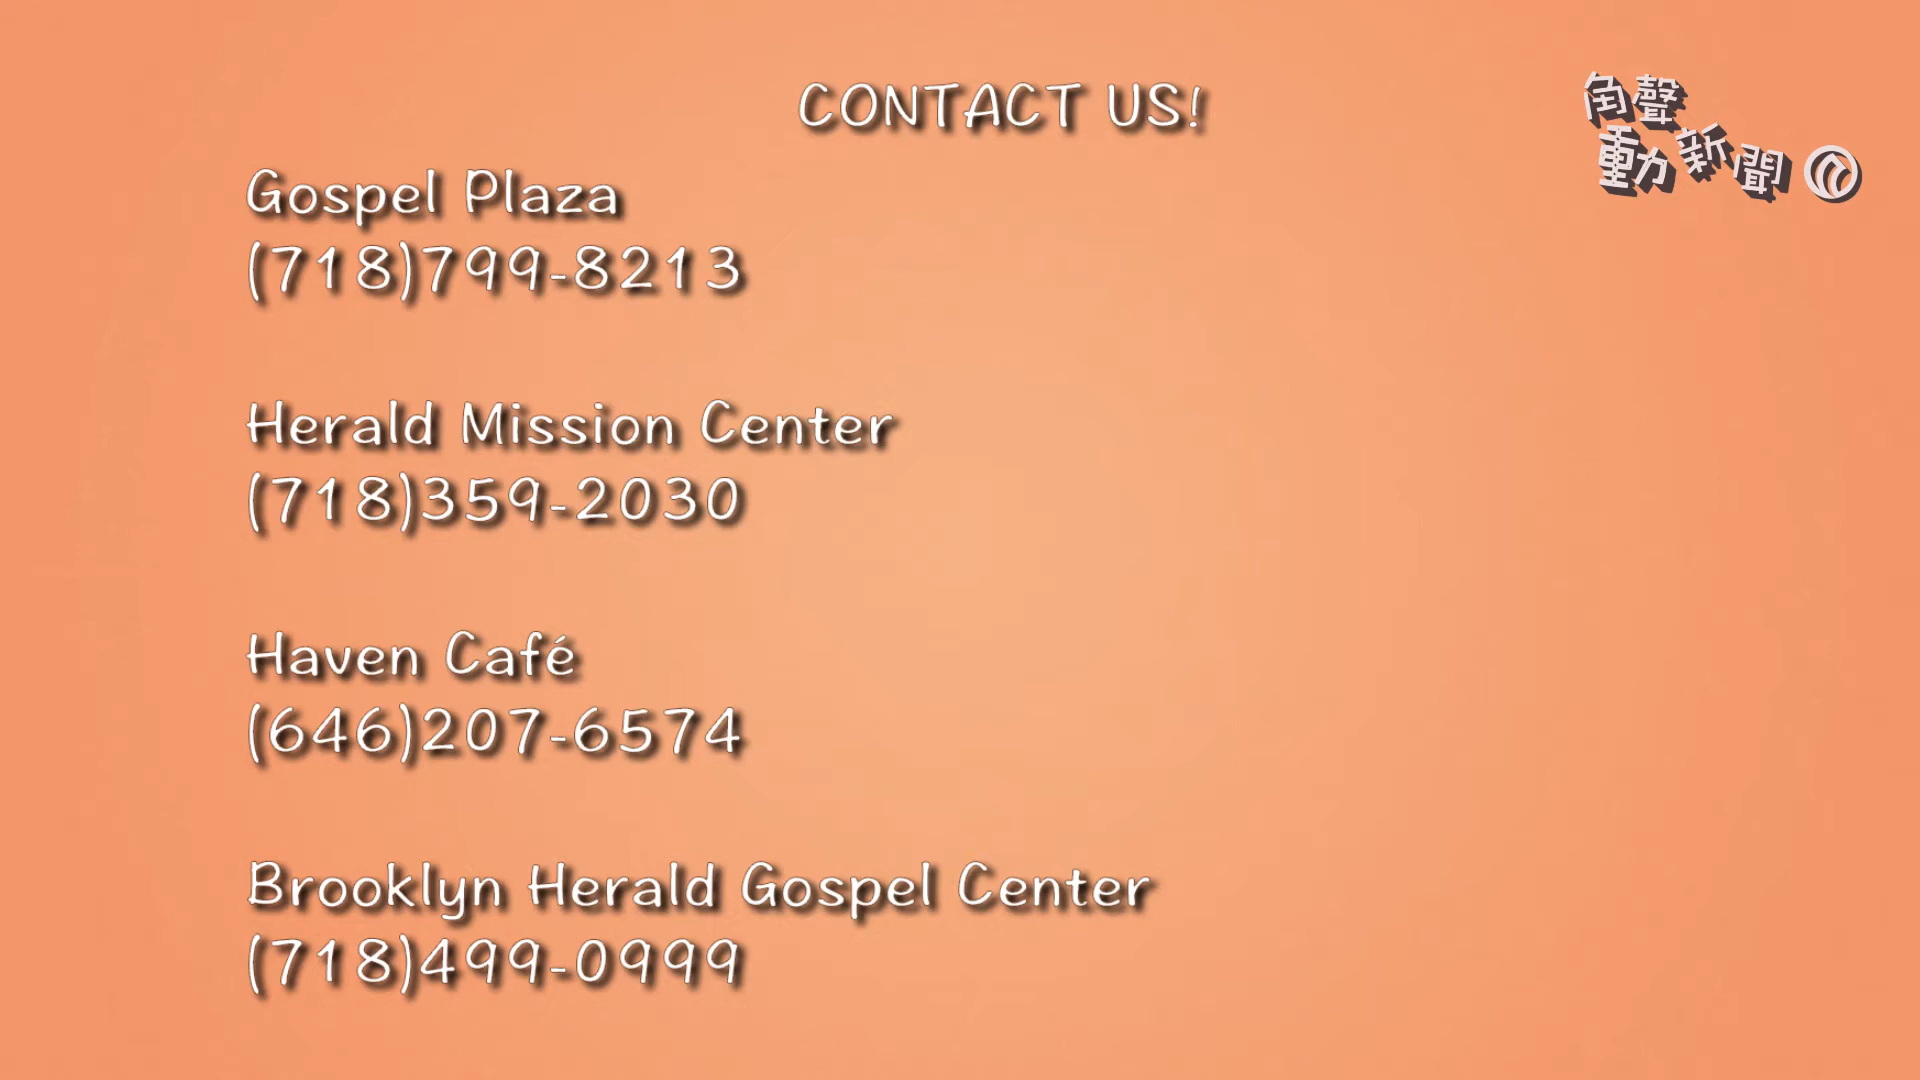 CONTACT US!
角聲
動新聞
Gospel Plaza
(718)799-8213
Herald Mission Center
(718)359-2030
Haven Café
(646)207-6574
Brooklyn Herald Gospel Center
(718)499-0999